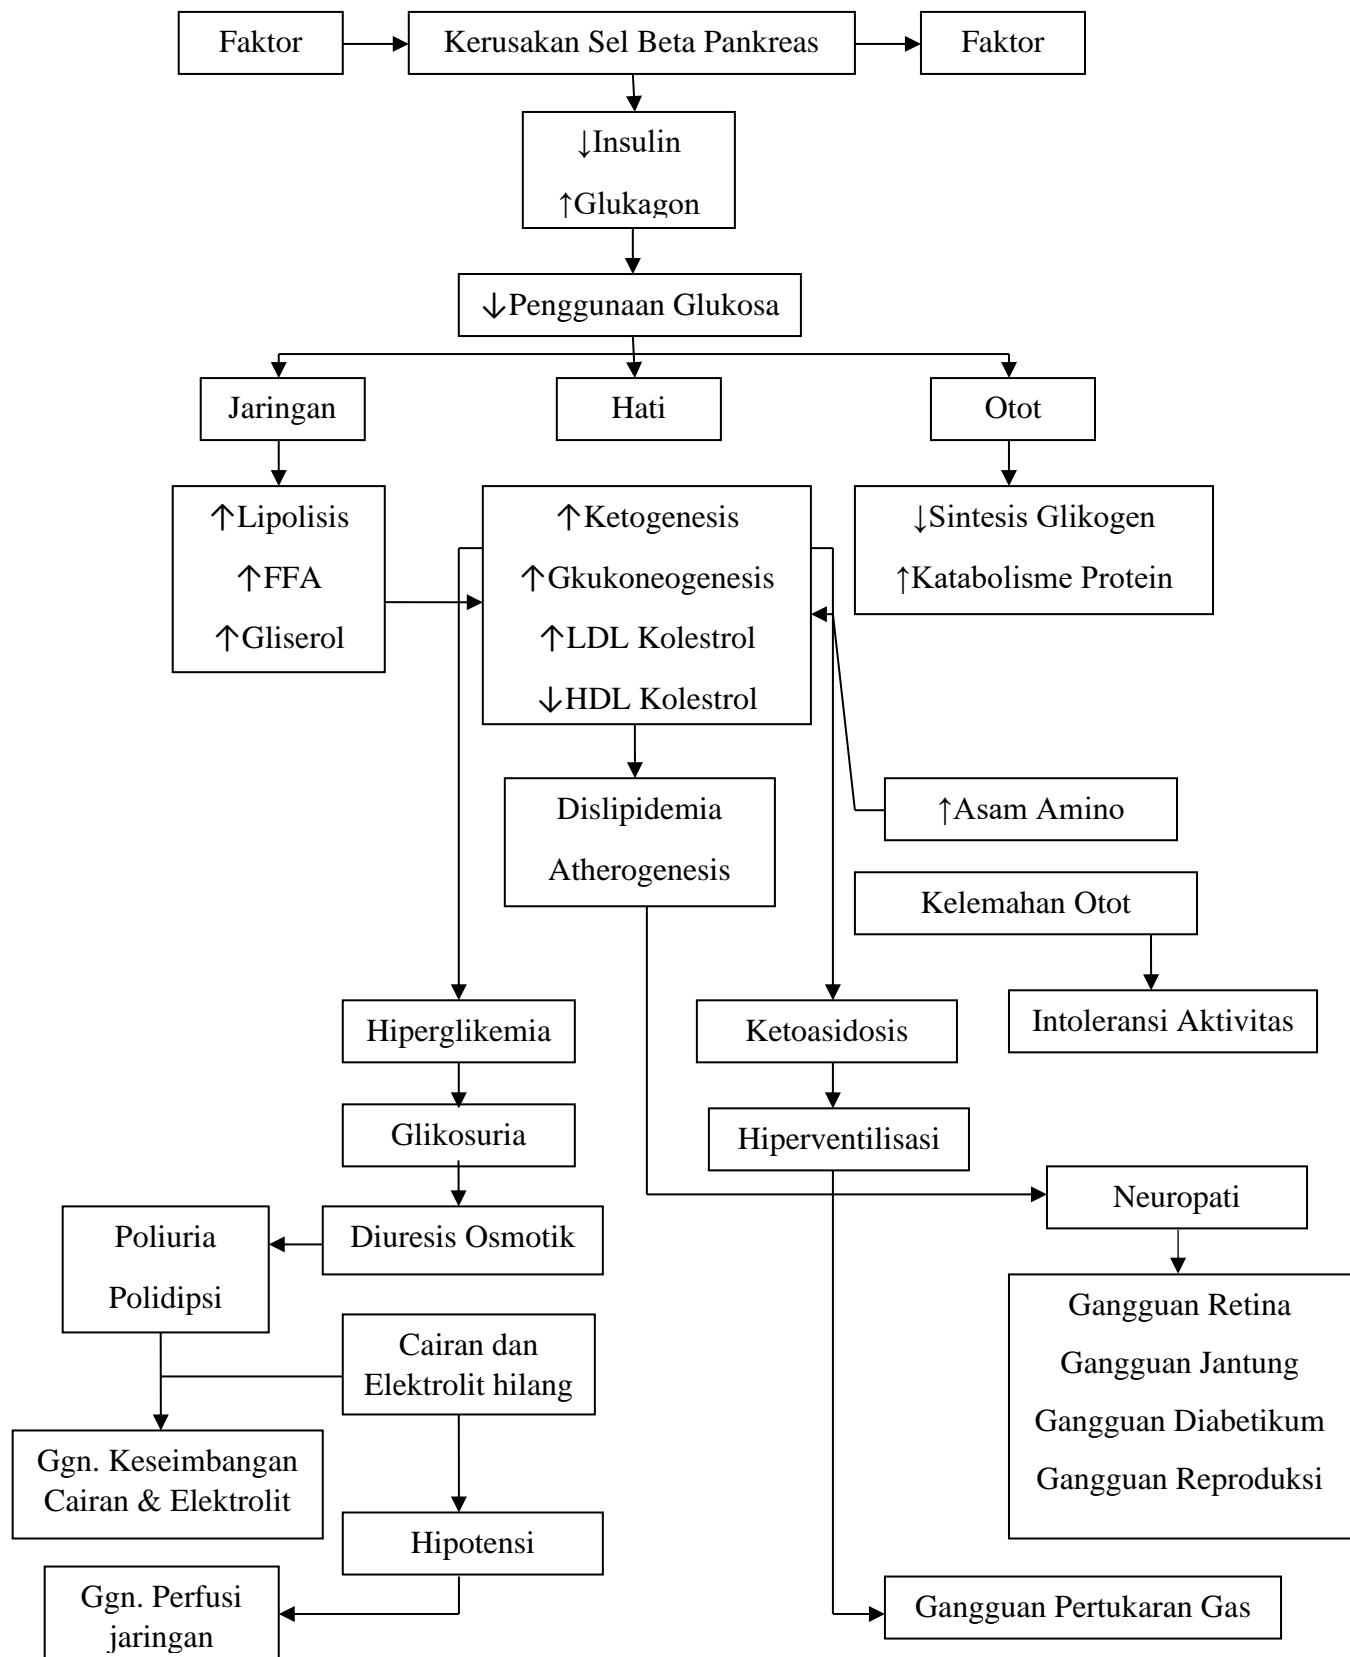 Faktor
Kerusakan Sel Beta Pankreas
Faktor
↓Insulin
↑Glukagon
↓Penggunaan Glukosa
Jaringan
Hati
Otot
↑Lipolisis
↑FFA
↑Gliserol
↑Ketogenesis
↑Gkukoneogenesis
↑LDL Kolestrol
↓HDL Kolestrol
↓Sintesis Glikogen
↑Katabolisme Protein
Dislipidemia
Atherogenesis
↑Asam Amino
Kelemahan Otot
Intoleransi Aktivitas
Hiperglikemia
Ketoasidosis
Glikosuria
Hiperventilisasi
Neuropati
Diuresis Osmotik
Poliuria
Polidipsi
Cairan dan
Elektrolit hilang
Gangguan Retina
Gangguan Jantung
Gangguan Diabetikum
Gangguan Reproduksi
Ggn. Keseimbangan
Cairan & Elektrolit
Hipotensi
Ggn. Perfusi
jaringan
Gangguan Pertukaran Gas